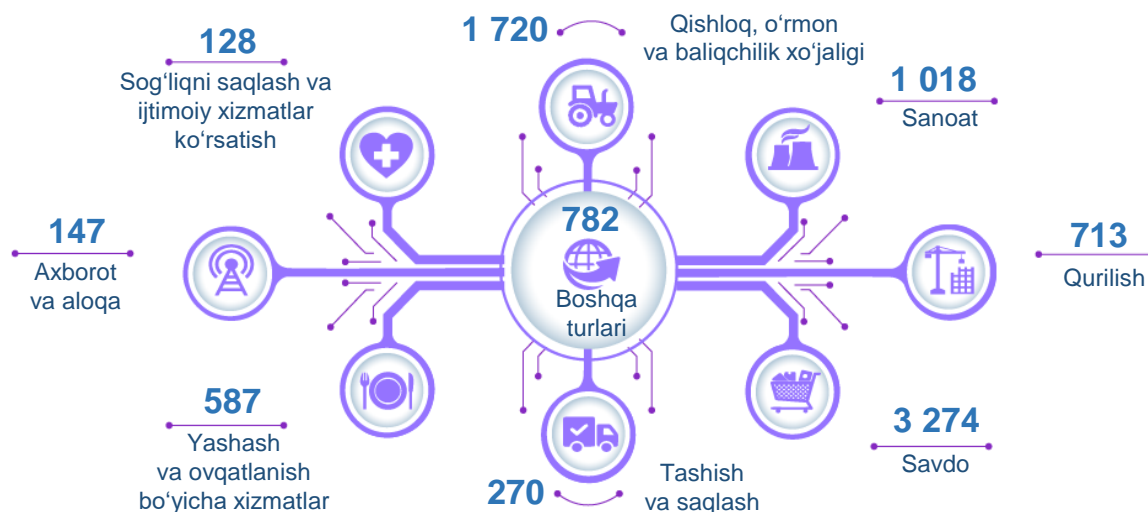 1 720
Qishloq, o‘rmon
va baliqchilik xo‘jaligi
128
Sog‘liqni saqlash va
ijtimoiy xizmatlar
ko‘rsatish
1 018
Sanoat
147
Axborot
va aloqa
782
Boshqa
turlari
713
Qurilish
587
Yashash
va ovqatlanish
bo‘yicha xizmatlar
270
Tashish
va saqlash
3 274
Savdo